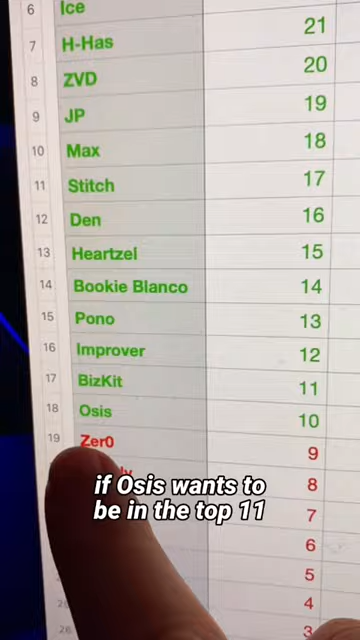 6 Ice 21
7 H-Has 20
8 ZVD 19
9 JP 18
10 Max 17
11 Stitch 16
12 Den 15
13 Heartzel 14
14 Bookie Blanco 13
15 Pono 12
16 Improver 11
17 BizKit 10
18 Osis 9
19 Zer0 8
if Osis wants to
be in the top 11
7
6
5
4
26 3